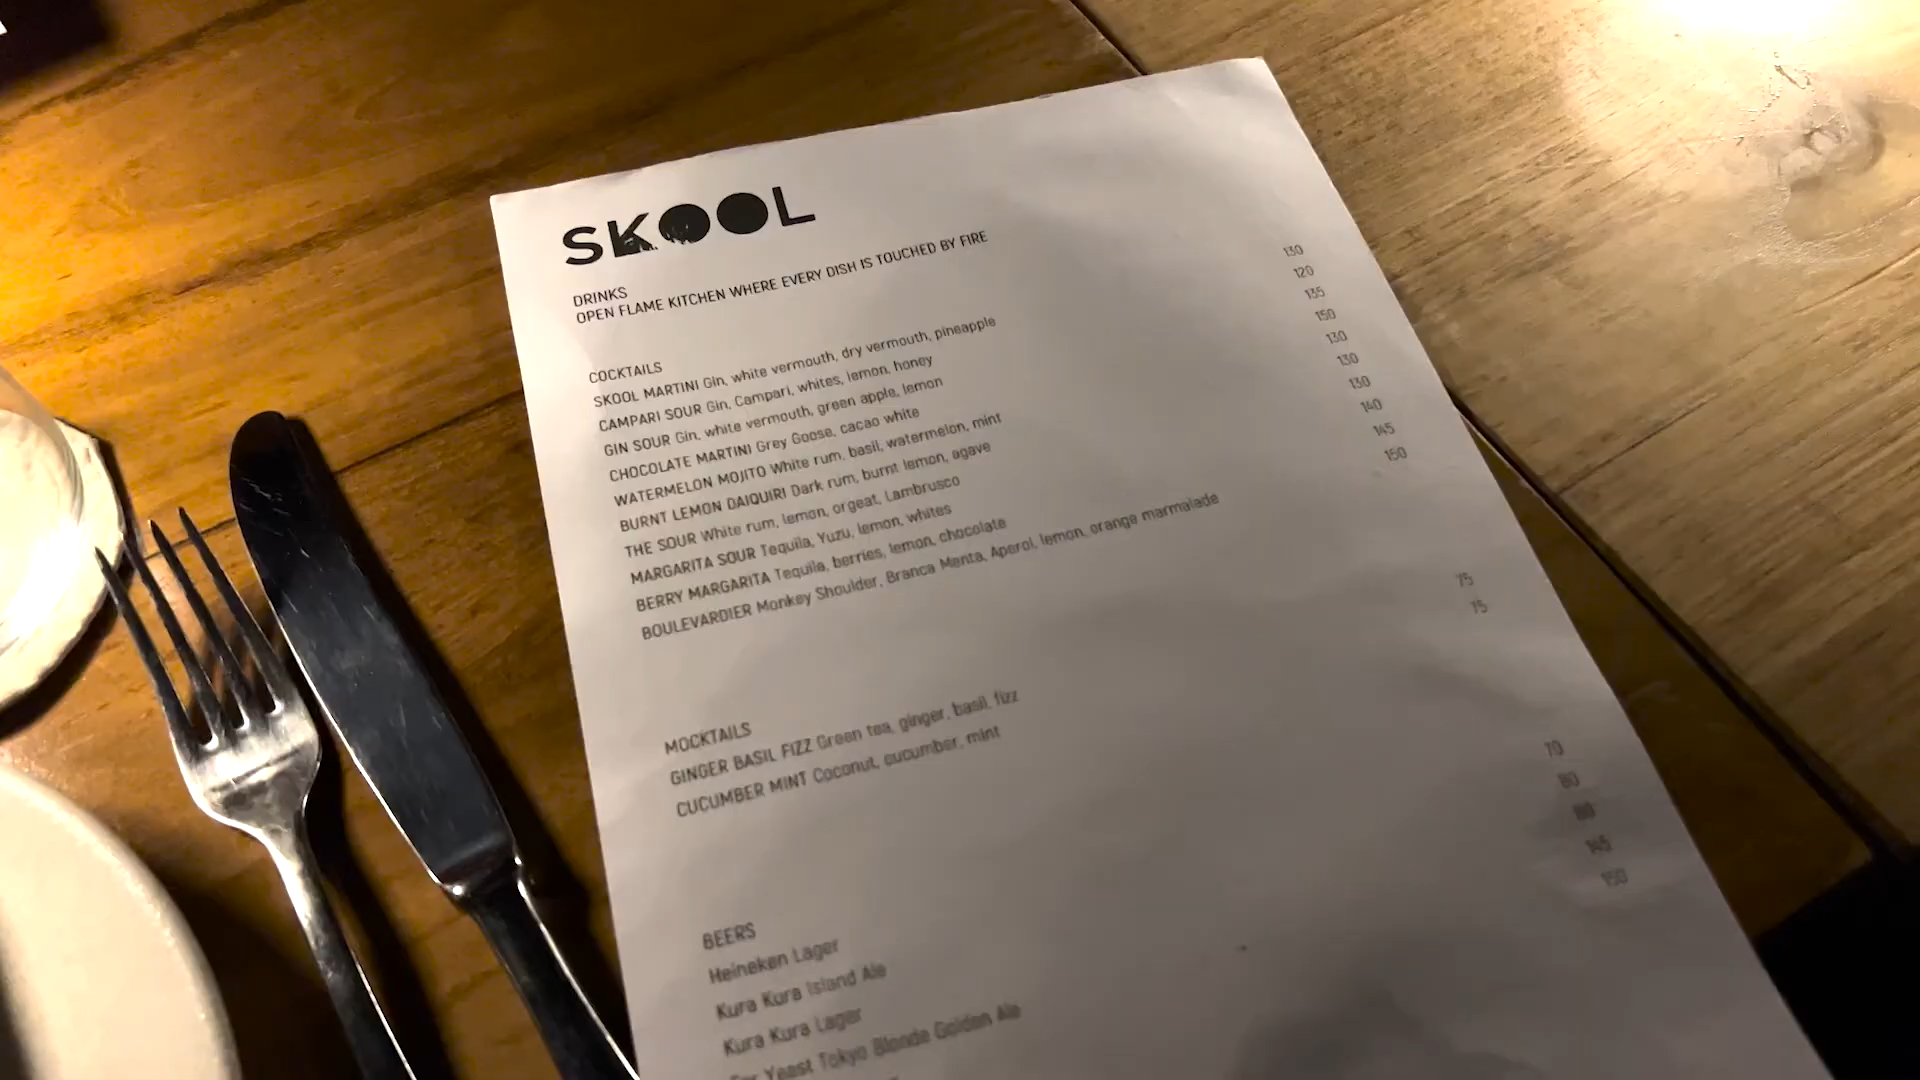 SKOOL
DRINKS
OPEN FLAME KITCHEN WHERE EVERY DISH IS TOUCHED BY FIRE
COCKTAILS
SKOOL MARTINI Gin, white vermouth, dry vermouth, pineapple 130
CAMPARI SOUR Gin, Campari, whites, lemon, honey 120
GIN SOUR Gin, white vermouth, green apple, lemon 135
CHOCOLATE MARTINI Grey Goose, cacao white 150
WATERMELON MOJITO White rum, basil, watermelon, mint 130
BURNT LEMON DAIQUIRI Dark rum, burnt lemon, agave 130
THE SOUR White rum, lemon, orgeat, Lambrusco 130
MARGARITA SOUR Tequila, Yuzu, lemon, whites 140
BERRY MARGARITA Tequila, berries, lemon, chocolate 145
BOULEVARDIER Monkey Shoulder, Branca Menta, Aperol, lemon, orange marmalade 150
MOCKTAILS
GINGER BASIL FIZZ Green tea, ginger, basil, fizz 75
CUCUMBER MINT Coconut, cucumber, mint 75
BEERS
Heineken Lager 70
Kura Kura Island Ale 80
Kura Kura Lager 80
Yeast Tokyo Blonde Golden Ale 145
150